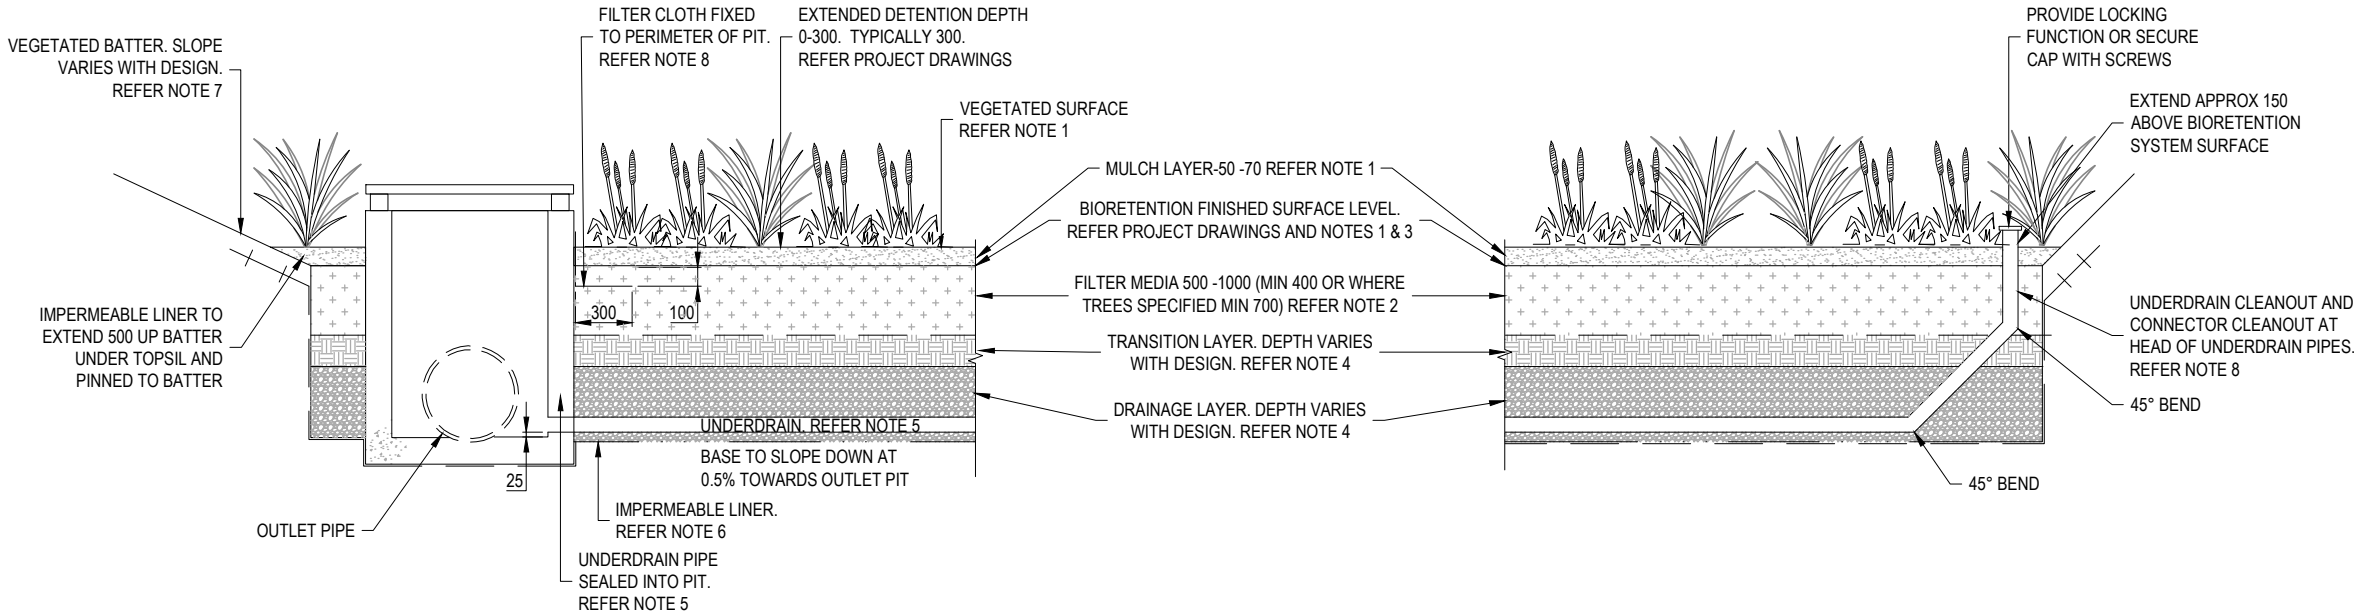 VEGETATED BATTER. SLOPE
VARIES WITH DESIGN.
REFER NOTE 7
FILTER CLOTH FIXED
TO PERIMETER OF PIT.
REFER NOTE 8
EXTENDED DETENTION DEPTH
0-300. TYPICALLY 300.
REFER PROJECT DRAWINGS
VEGETATED SURFACE
REFER NOTE 1
PROVIDE LOCKING
FUNCTION OR SECURE
CAP WITH SCREWS
EXTEND APPROX 150
ABOVE BIORETENTION
SYSTEM SURFACE
MULCH LAYER-50 -70 REFER NOTE 1
BIORETENTION FINISHED SURFACE LEVEL.
REFER PROJECT DRAWINGS AND NOTES 1 & 3
FILTER MEDIA 500 -1000 (MIN 400 OR WHERE
TREES SPECIFIED MIN 700) REFER NOTE 2
TRANSITION LAYER. DEPTH VARIES
WITH DESIGN. REFER NOTE 4
DRAINAGE LAYER. DEPTH VARIES
WITH DESIGN. REFER NOTE 4
300
100
IMPERMEABLE LINER TO
EXTEND 500 UP BATTER
UNDER TOPSIL AND
PINNED TO BATTER
UNDERDRAIN CLEANOUT AND
CONNECTOR CLEANOUT AT
HEAD OF UNDERDRAIN PIPES.
REFER NOTE 8
45° BEND
45° BEND
UNDERDRAIN. REFER NOTE 5
BASE TO SLOPE DOWN AT
0.5% TOWARDS OUTLET PIT
25
OUTLET PIPE
IMPERMEABLE LINER.
REFER NOTE 6
UNDERDRAIN PIPE
SEALED INTO PIT.
REFER NOTE 5